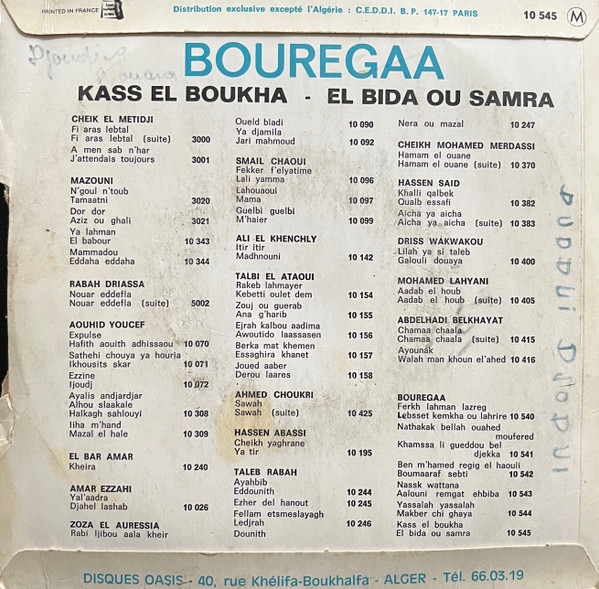 PRINTED IN FRANCE
Distribution exclusive excepté l'Algérie : C.E.D.D.I. B. P. 147-17 PARIS
10 545
M
Djoudi
BOUREGAA
KASS EL BOUKHA - EL BIDA OU SAMRA
CHEIK EL METIDJI
Fi aras lebtal
Fi aras lebtal (suite) 3000
A men sab n'har
J'attendais toujours 3001
MAZOUNI
N'goul n'toub
Tamaatni 3020
Dor dor
Aziz ou ghali 3021
Ya lahman
El babour 10 343
Mammadou
Eddaha eddaha 10 344
RABAH DRIASSA
Nouar eddefla
Nouar eddefla (suite) 5002
AOUHID YOUCEF
Expulse
Hafith aouith adhissaou 10 070
Sathehi chouya ya houria
Ikhousits skar 10 071
Ezzine
Ijoudj 10 072
Ayalis andjardjar
Alhou slaakale
Halkagh sahlouyi 10 308
Iiha m'hand
Mazal el hale 10 309
EL BAR AMAR
Kheira 10 240
AMAR EZZAHI
Yal'aadra
Djahel lashab 10 026
ZOZA EL AURESSIA
Rabi ljibou aala kheir
Oueld bladi 10 090
Ya djamila
Jari mahmoud 10 092
SMAIL CHAOUI
Fekker f'elyatime
Lali yamma 10 096
Lahouaoui
Mama 10 097
Guelbi guelbi
M'haier 10 099
ALI EL KHENCHLY
Itir itir
Madhnouni 10 142
TALBI EL ATAOUI
Rakeb lahmayer
Kebetti oulet dem 10 154
Zouj ou guerab
Ana g'harib 10 155
Ejrah kalbou aadima
Awoutido laassasen 10 156
Berka mat khemen
Essaghira khanet 10 157
Joued aaber
Derou laares 10 158
AHMED CHOUKRI
Sawah
Sawah (suite) 10 425
HASSEN ABASSI
Cheikh yaghrane
Ya tir 10 195
TALEB RABAH
Ayahbib
Eddounith 10 244
Ezher del hanout 10 245
Fellam etsmeslayagh
Ledjrah 10 246
Dounith
Nera ou mazal 10 247
CHEIKH MOHAMED MERDASSI
Hamam el ouane
Hamam el ouane (suite) 10 370
HASSEN SAID
Khalli qalbek
Oualb essafi 10 382
Aicha ya aicha
Aicha ya aicha (suite) 10 383
DRISS WAKWAKOU
Lilah ya si taleb
Galouli douaya 10 400
MOHAMED LAHYANI
Aadab el houb
Aadab el houb (suite) 10 405
ABDELHADI BELKHAYAT
Chamaa chaala
Chamaa chaala (suite) 10 415
Ayounák
Walah man khoun el'ahed 10 416
BOUREGAA
Ferkh lahman lazreg
Lebsset kemkha ou lahrire 10 540
Nathakak bellah ouahed
moufered
Khamssa li gueddou bel
djekka 10 541
Ben m'hamed regig el haouli
Boumaaraf sebti 10 542
Nassk wattana
Aalouni remgat ehbiba 10 543
Yassalah yassalah
Makber chi ghaya 10 544
Kass el boukha
El bida ou samra 10 545
DISQUES OASIS - 40, rue Khélifa-Boukhalfa - ALGER - Tél. 66.03.19